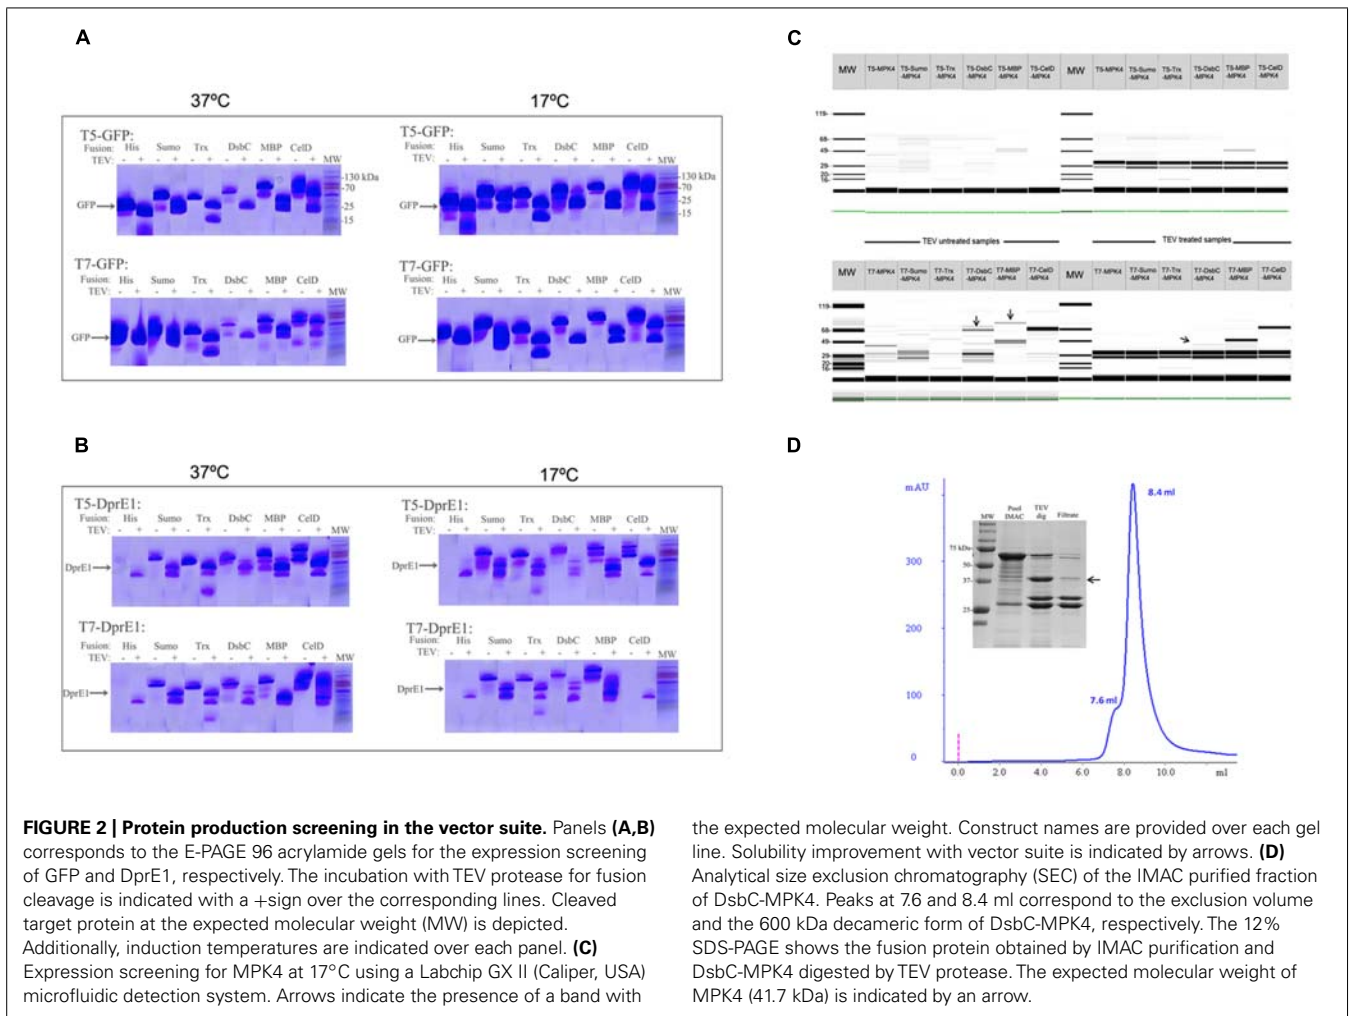 A
37ºC
17ºC
T5-GFP:
Fusion: His Sumo Trx DsbC MBP CelD
TEV: - + - + - + - + - + - + MW
GFP
-130 kDa
-70
-25
-15
T5-GFP:
Fusion: His Sumo Trx DsbC MBP CelD
TEV: - + - + - + - + - + - + MW
GFP
-130 kDa
-70
-25
-15
T7-GFP:
Fusion: His Sumo Trx DsbC MBP CelD
TEV: - + - + - + - + - + - + MW
GFP
T7-GFP:
Fusion: His Sumo Trx DsbC MBP CelD
TEV: - + - + - + - + - + - + MW
GFP
B
37ºC
17ºC
T5-DprE1:
Fusion: His Sumo Trx DsbC MBP CelD
TEV: - + - + - + - + - + - + MW
DprE1
T5-DprE1:
Fusion: His Sumo Trx DsbC MBP CelD
TEV: - + - + - + - + - + - + MW
DprE1
T7-DprE1:
Fusion: His Sumo Trx DsbC MBP CelD
TEV: - + - + - + - + - + - + MW
DprE1
T7-DprE1:
Fusion: His Sumo Trx DsbC MBP CelD
TEV: - + - + - + - + - + - + MW
DprE1
C
MW T5-MPK4 T5-Sumo T5-Trx T5-DsbC T5-MBP T5-CelD MW T5-MPK4 T5-Sumo T5-Trx T5-DsbC T5-MBP T5-CelD
-MPK4 -MPK4 -MPK4 -MPK4 -MPK4 -MPK4 -MPK4 -MPK4 -MPK4 -MPK4
TEV untreated samples TEV treated samples
MW T7-MPK4 T7-Sumo T7-Trx T7-DsbC T7-MBP T7-CelD MW T7-MPK4 T7-Sumo T7-Trx T7-DsbC T7-MBP T7-CelD
-MPK4 -MPK4 -MPK4 -MPK4 -MPK4 -MPK4 -MPK4 -MPK4 -MPK4 -MPK4
D
mAU
300
200
100
0
0.0 2.0 4.0 6.0 8.0 10.0 ml
7.6 ml
8.4 ml
MW Pool IMAC TEV dig Filtrate
75 kDa
50
37
25
FIGURE 2 | Protein production screening in the vector suite. Panels (A,B)
corresponds to the E-PAGE 96 acrylamide gels for the expression screening
of GFP and DprE1, respectively. The incubation with TEV protease for fusion
cleavage is indicated with a +sign over the corresponding lines. Cleaved
target protein at the expected molecular weight (MW) is depicted.
Additionally, induction temperatures are indicated over each panel. (C)
Expression screening for MPK4 at 17°C using a Labchip GX II (Caliper, USA)
microfluidic detection system. Arrows indicate the presence of a band with
the expected molecular weight. Construct names are provided over each gel
line. Solubility improvement with vector suite is indicated by arrows. (D)
Analytical size exclusion chromatography (SEC) of the IMAC purified fraction
of DsbC-MPK4. Peaks at 7.6 and 8.4 ml correspond to the exclusion volume
and the 600 kDa decameric form of DsbC-MPK4, respectively. The 12%
SDS-PAGE shows the fusion protein obtained by IMAC purification and
DsbC-MPK4 digested by TEV protease. The expected molecular weight of
MPK4 (41.7 kDa) is indicated by an arrow.